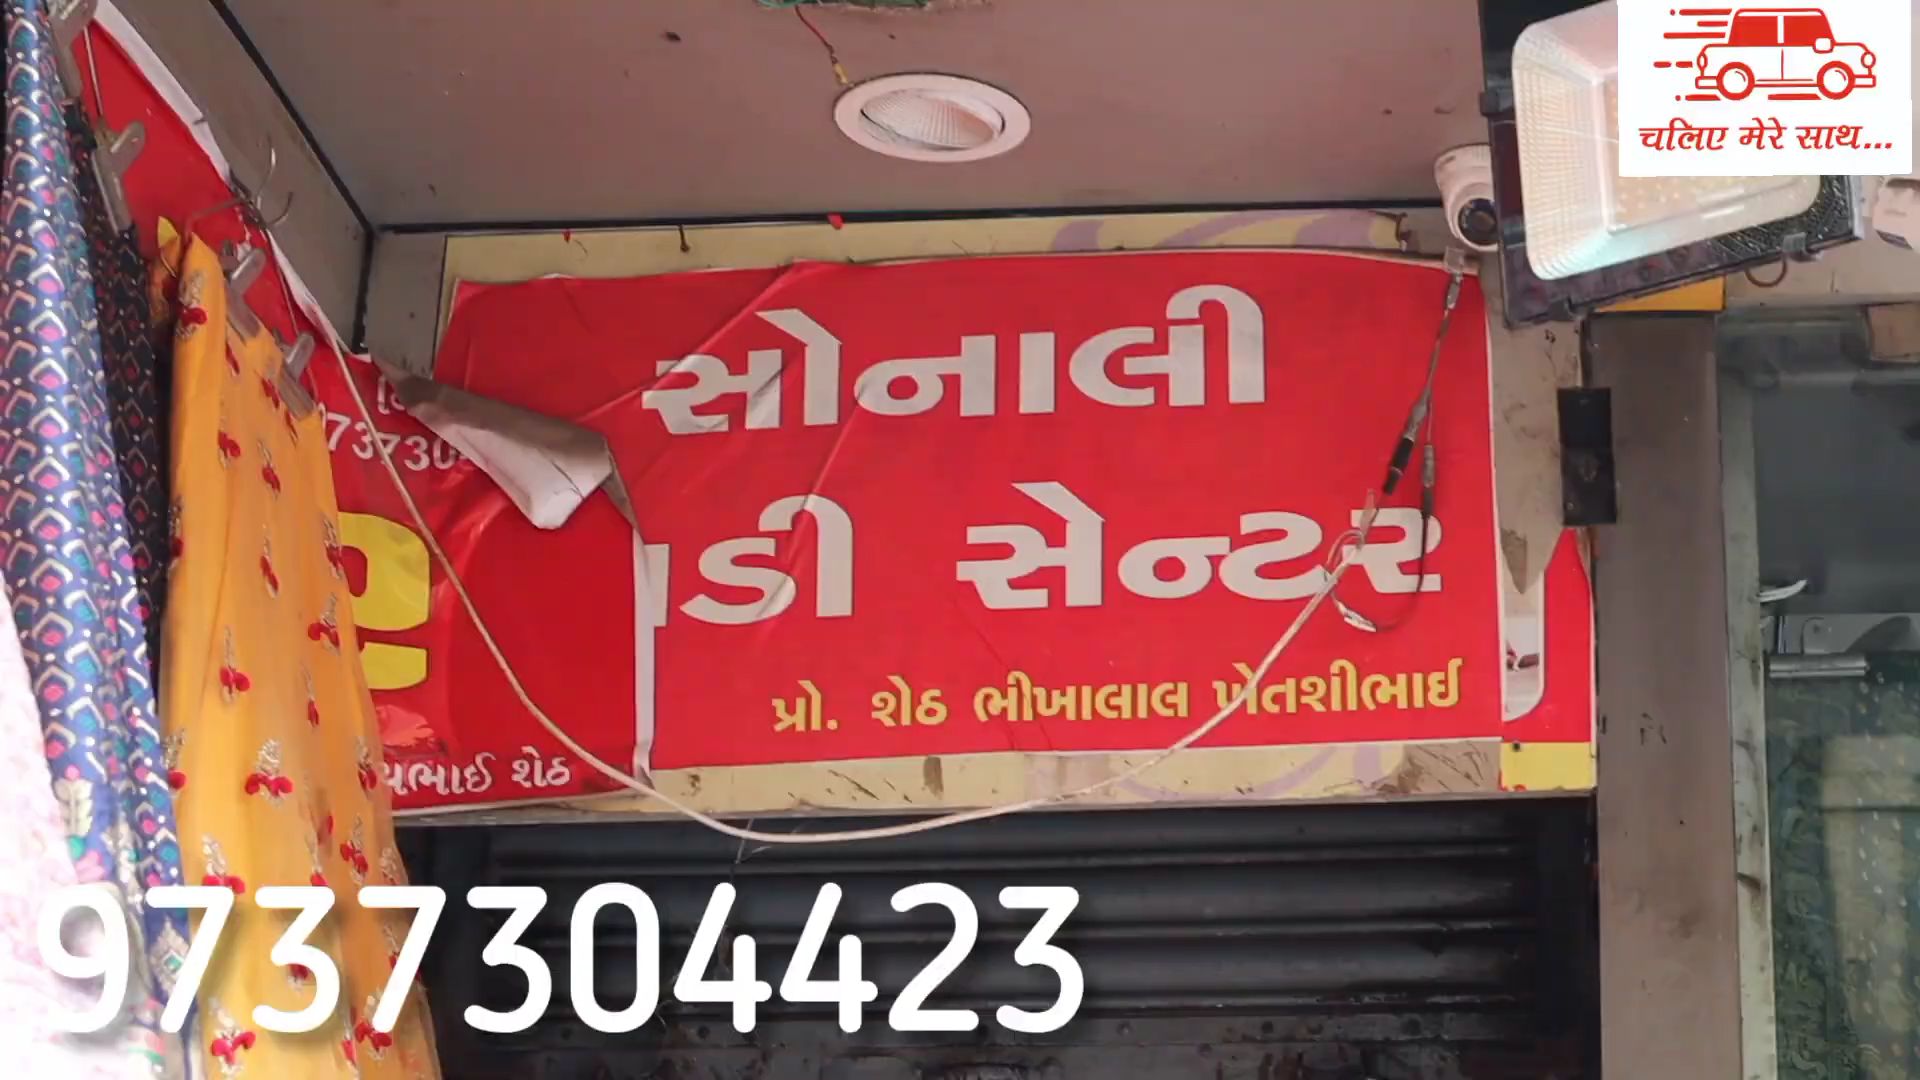 चलिए मेरे साथ...
સોનાલી
સેન્ટર
પ્રો. શેઠ ભીખાલાલ ખેતશીભાઈ
શેઠ
9737304423